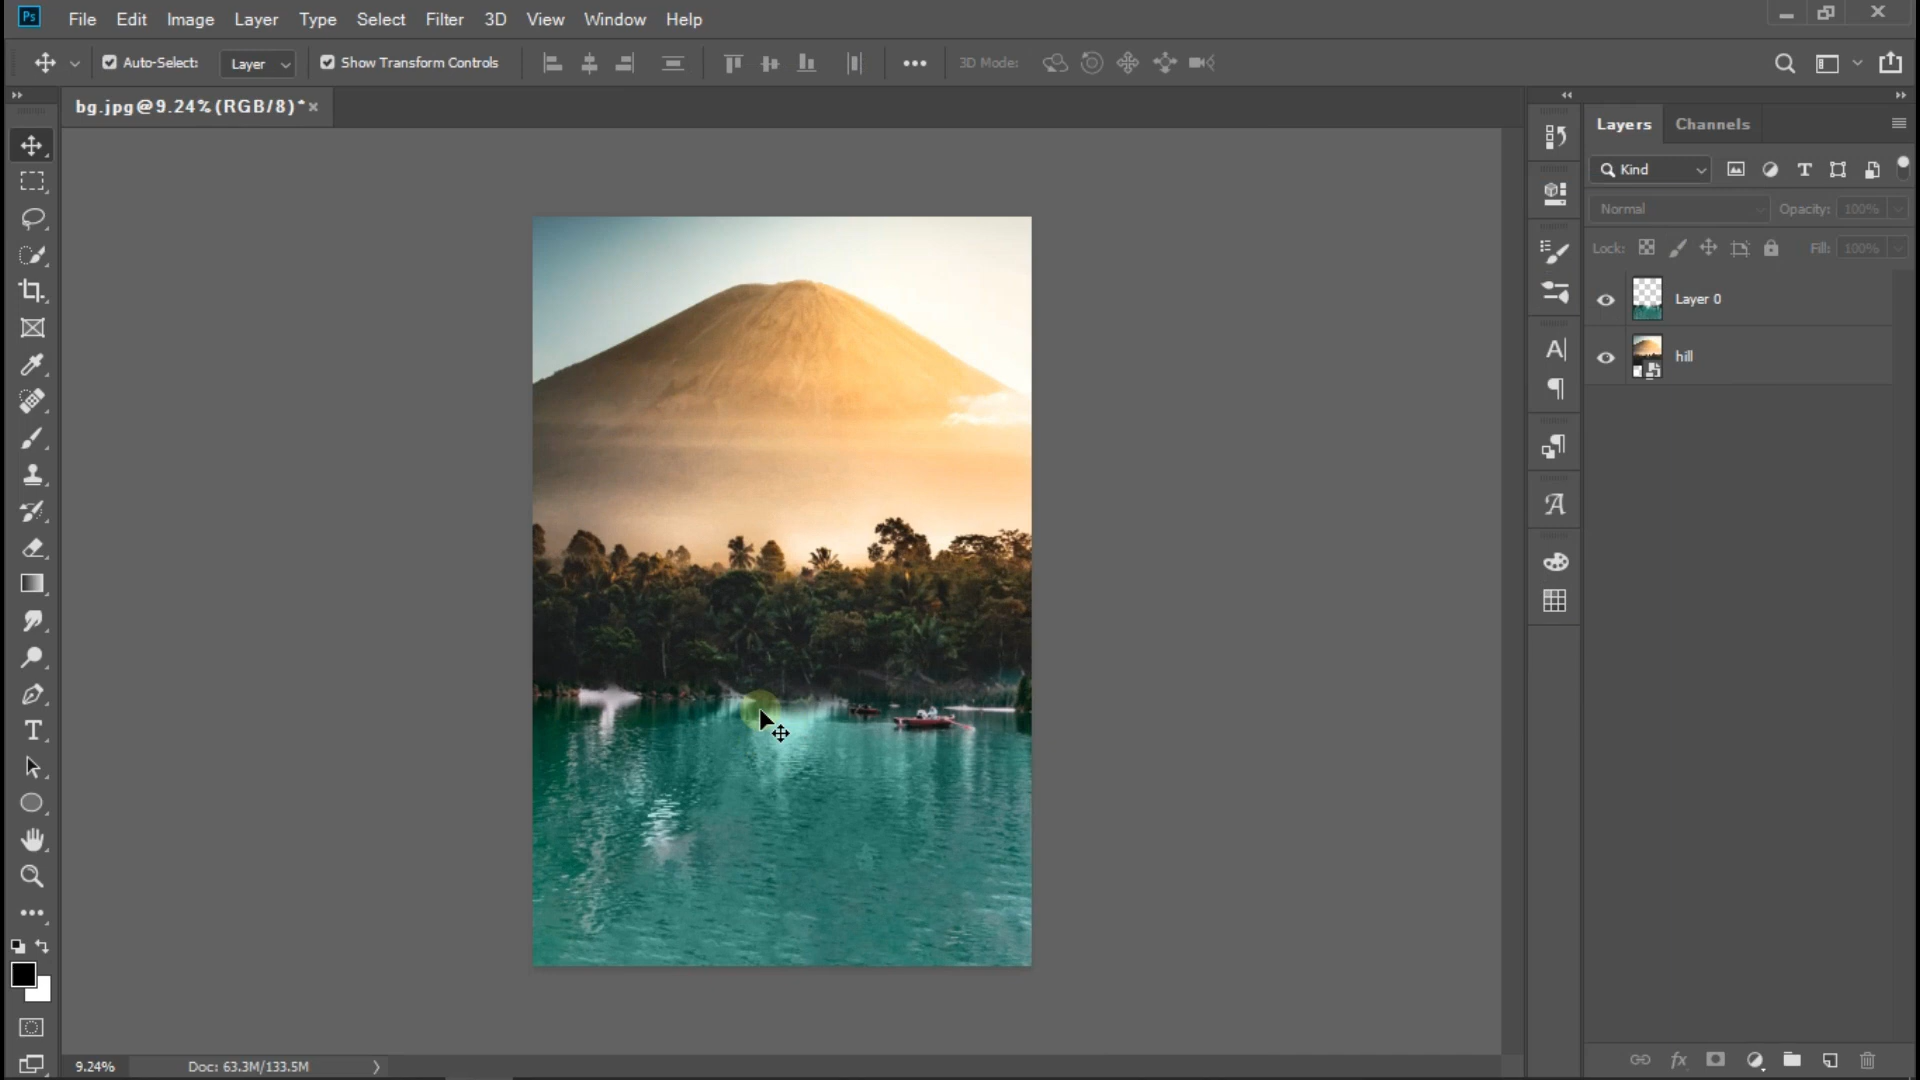 Ps File Edit Image Layer Type Select Filter 3D View Window Help
Auto-Select: Layer Show Transform Controls 3D Mode:
bg.jpg@9.24%(RGB/8)*
Layers Channels
Kind
Normal Opacity: 100%
Lock: Fill: 100%
Layer 0
hill
9.24% Doc: 63.3M/133.5M